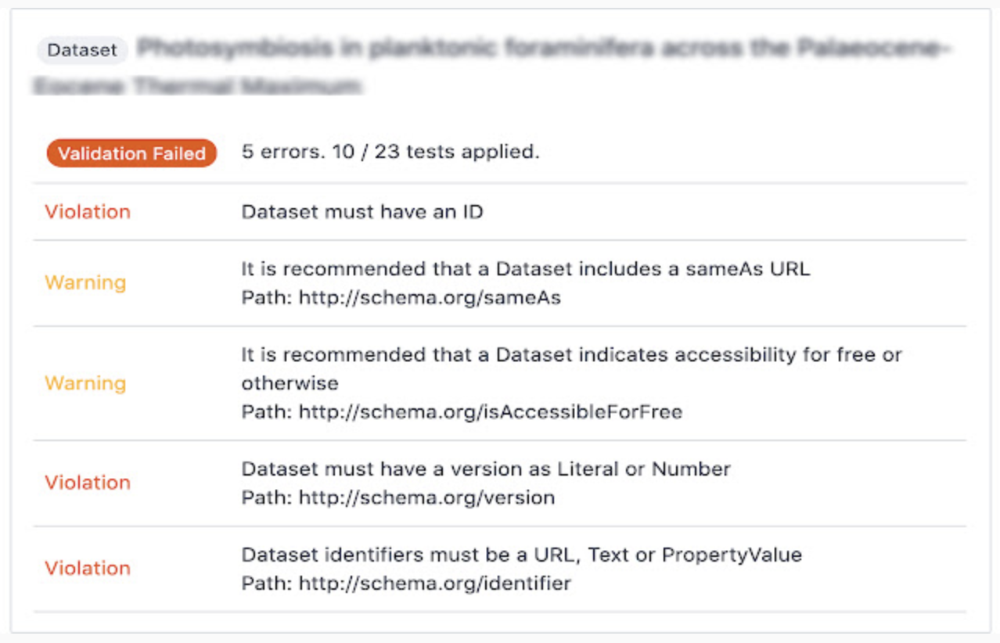 Dataset Photosymbiosis in planktonic foraminifera across the Palaeocene-
Eocene Thermal Maximum
Validation Failed 5 errors. 10 / 23 tests applied.
Violation Dataset must have an ID
Warning It is recommended that a Dataset includes a sameAs URL
Path: http://schema.org/sameAs
Warning It is recommended that a Dataset indicates accessibility for free or
otherwise
Path: http://schema.org/isAccessibleForFree
Violation Dataset must have a version as Literal or Number
Path: http://schema.org/version
Violation Dataset identifiers must be a URL, Text or PropertyValue
Path: http://schema.org/identifier